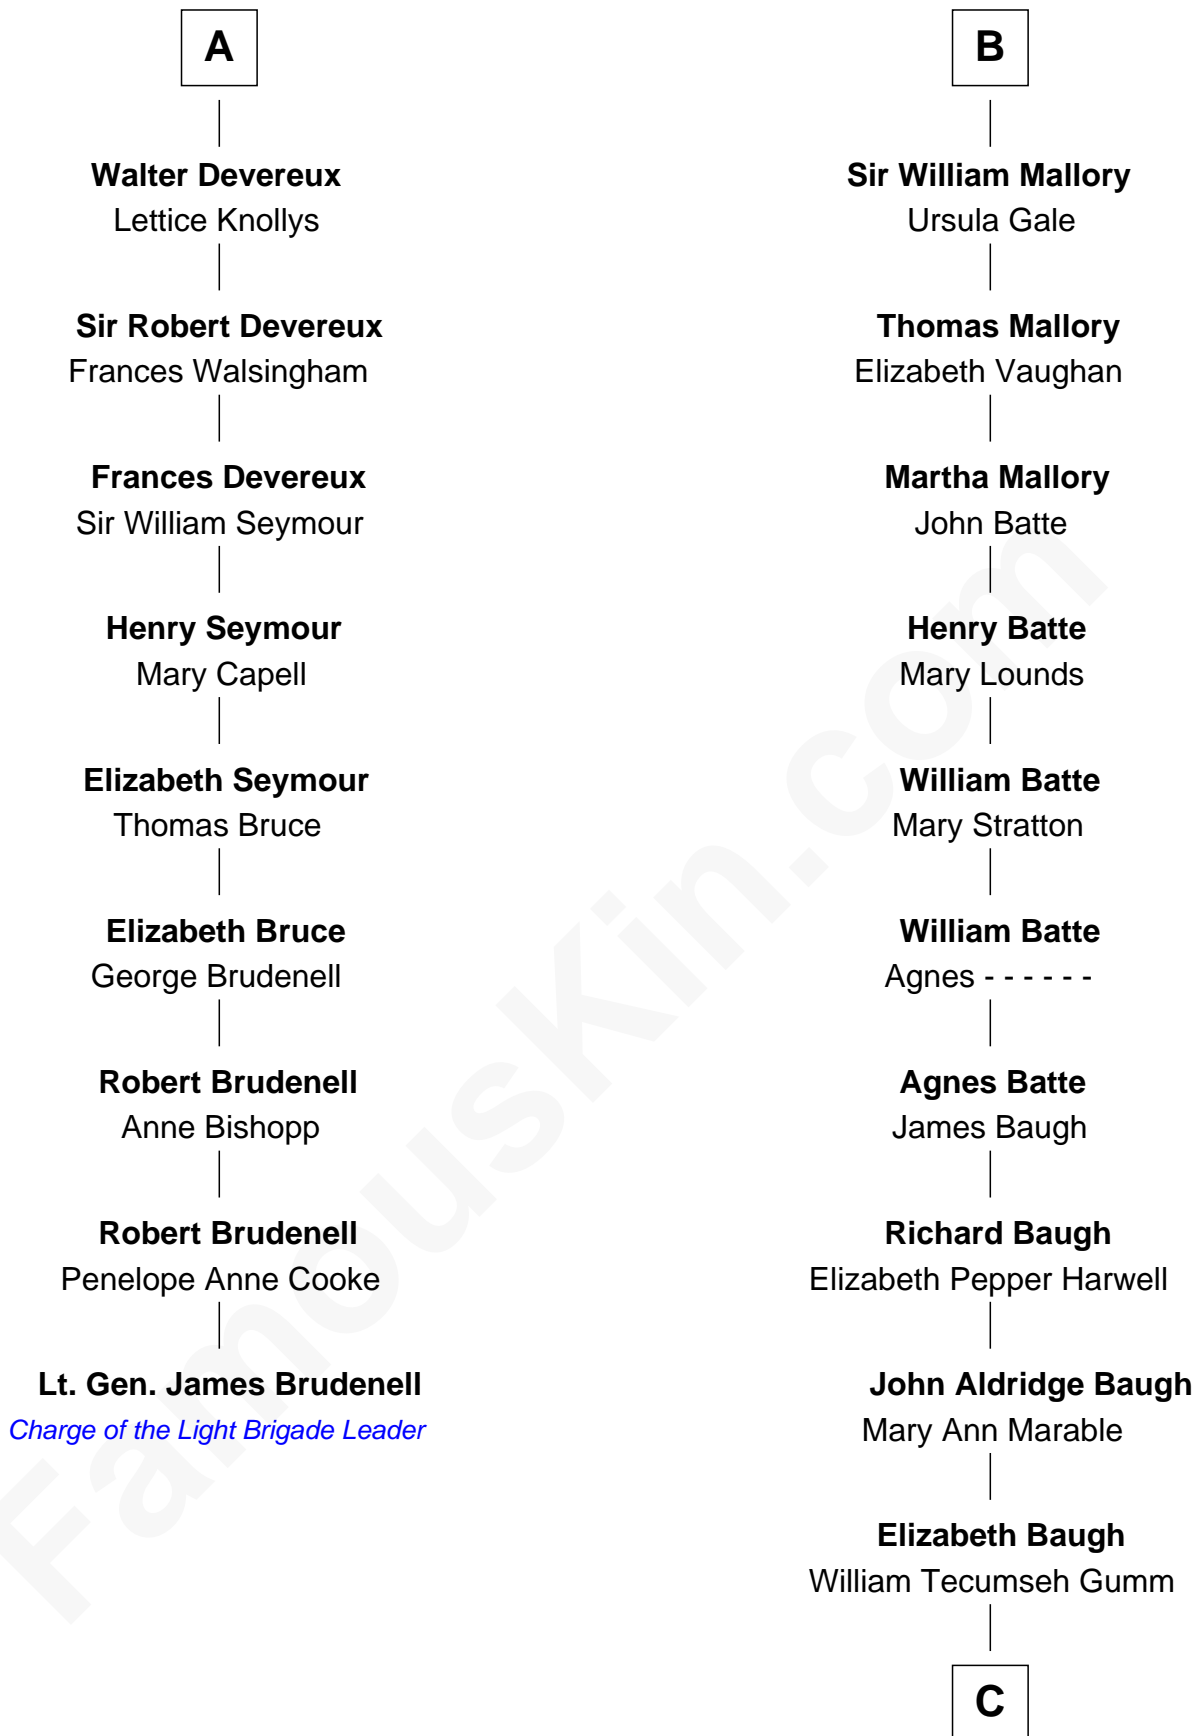 A
Walter Devereux
Lettice Knollys
Sir Robert Devereux
Frances Walsingham
Frances Devereux
Sir William Seymour
Henry Seymour
Mary Capell
Elizabeth Seymour
Thomas Bruce
Elizabeth Bruce
George Brudenell
Robert Brudenell
Anne Bishopp
Robert Brudenell
Penelope Anne Cooke
Lt. Gen. James Brudenell
Charge of the Light Brigade Leader
B
Sir William Mallory
Ursula Gale
Thomas Mallory
Elizabeth Vaughan
Martha Mallory
John Batte
Henry Batte
Mary Lounds
William Batte
Mary Stratton
William Batte
Agnes - - - - - -
Agnes Batte
James Baugh
Richard Baugh
Elizabeth Pepper Harwell
John Aldridge Baugh
Mary Ann Marable
Elizabeth Baugh
William Tecumseh Gumm
C
FamousKin.com